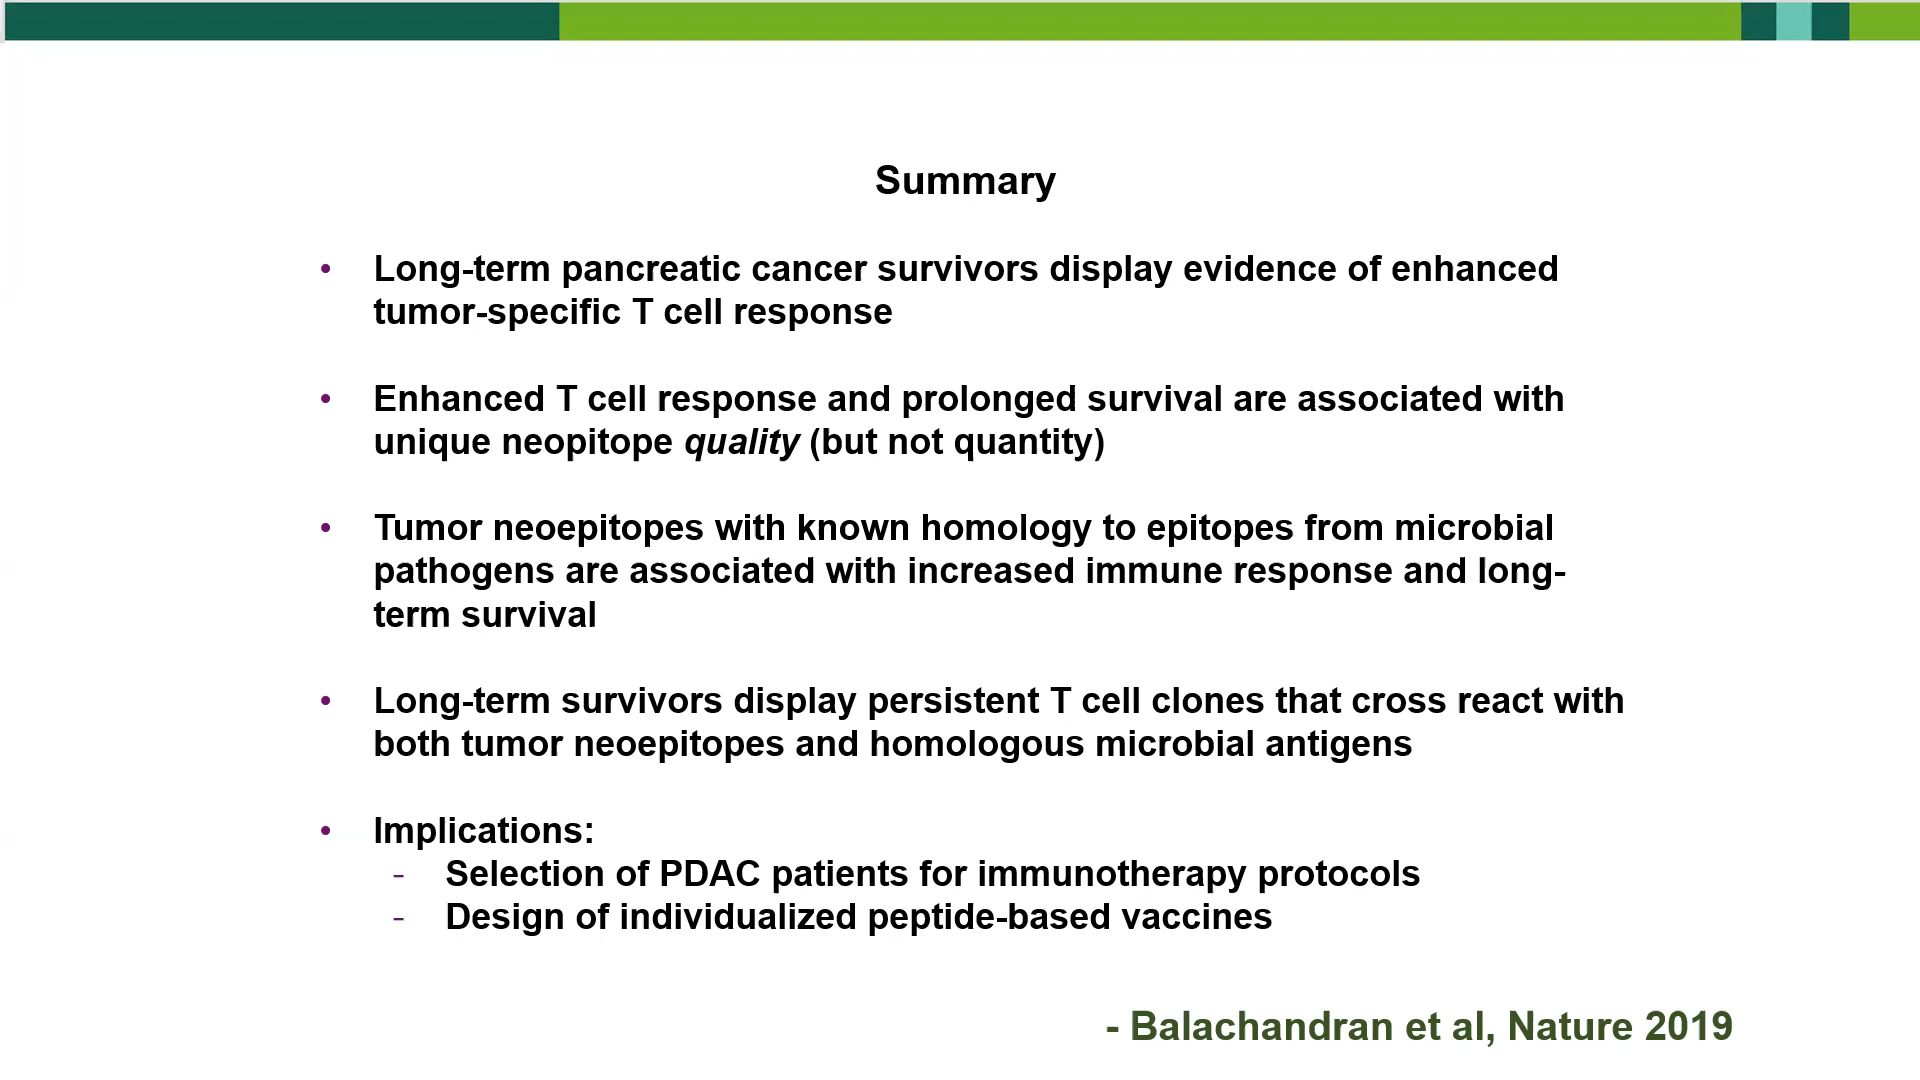 Summary
• Long-term pancreatic cancer survivors display evidence of enhanced
tumor-specific T cell response
• Enhanced T cell response and prolonged survival are associated with
unique neopitope quality (but not quantity)
• Tumor neoepitopes with known homology to epitopes from microbial
pathogens are associated with increased immune response and long-
term survival
• Long-term survivors display persistent T cell clones that cross react with
both tumor neoepitopes and homologous microbial antigens
• Implications:
- Selection of PDAC patients for immunotherapy protocols
- Design of individualized peptide-based vaccines
- Balachandran et al, Nature 2019